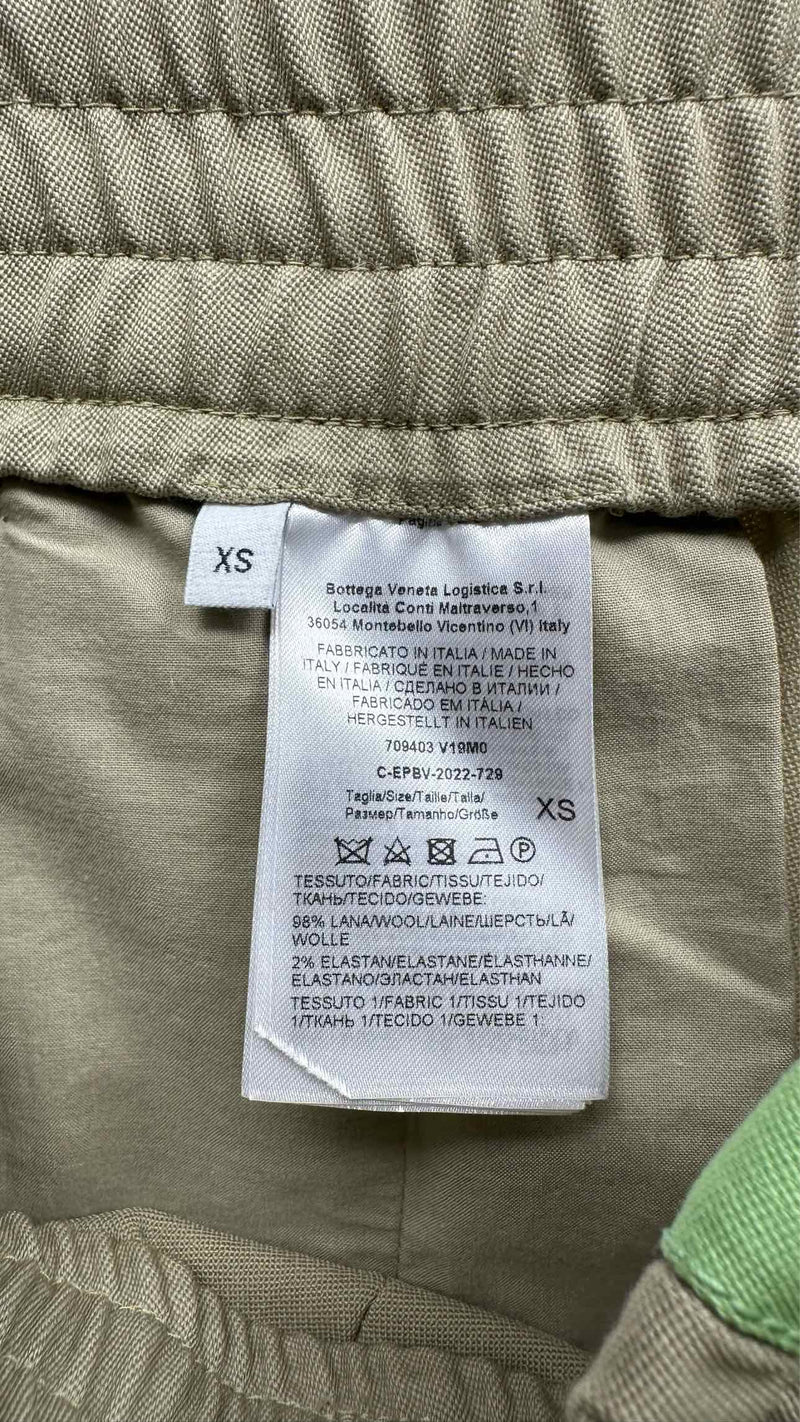 XS
Bottega Veneta Logistica S.r.l.
Località Conti Maltraverso,1
36054 Montebello Vicentino (VI) Italy
FABBRICATO IN ITALIA / MADE IN
ITALY / FABRIQUÉ EN ITALIE / HECHO
EN ITALIA / СДЕЛАНО В ИТАЛИИ /
FABRICADO EM ITÁLIA /
HERGESTELLT IN ITALIEN
709403 V19M0
C-EPBV-2022-729
Taglia/Size/Taille/Talla/
Размер/Tamanho/Größe XS
P
TESSUTO/FABRIC/TISSU/TEJIDO/
ТКАНЬ/TECIDO/GEWEBE:
98% LANA/WOOL/LAINE/ШЕРСТЬ/LÃ/
WOLLE
2% ELASTAN/ELASTANE/ÉLASTHANNE/
ELASTANO/ЭЛАСТАН/ELASTHAN
TESSUTO 1/FABRIC 1/TISSU 1/TEJIDO
1/ТКАНЬ 1/TECIDO 1/GEWEBE 1: